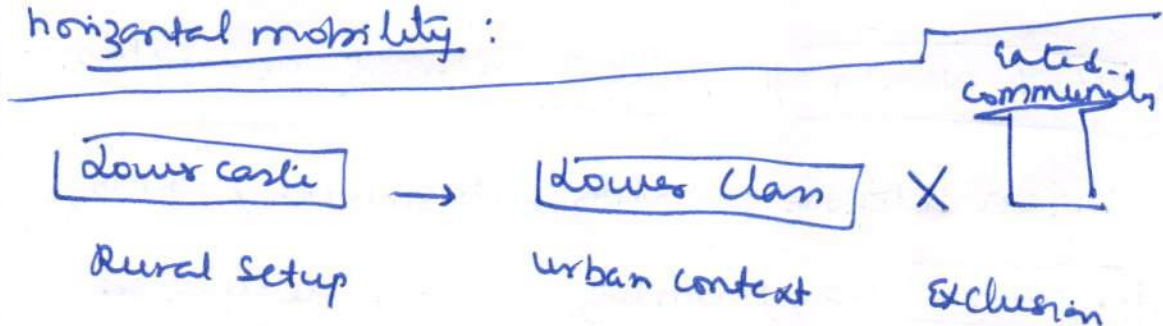 horizontal mobility :
Gated
community
Lower caste → Lower Class X
Rural setup urban context Exclusion